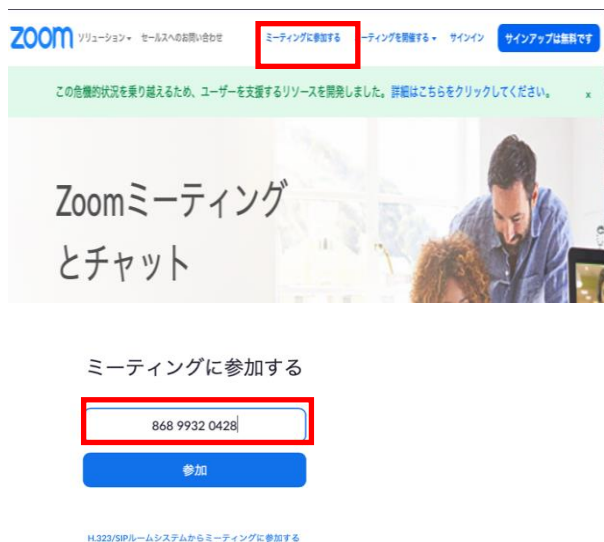 zoom ソリューション▾ セールスへのお問い合わせ ミーティングに参加する ーティングを開催する▾ サインイン サインアップは無料です
この危機的状況を乗り越えるため、ユーザーを支援するリソースを開発しました。詳細はこちらをクリックしてください。 x
Zoomミーティング
とチャット
ミーティングに参加する
868 9932 0428
参加
H.323/SIPルームシステムからミーティングに参加する